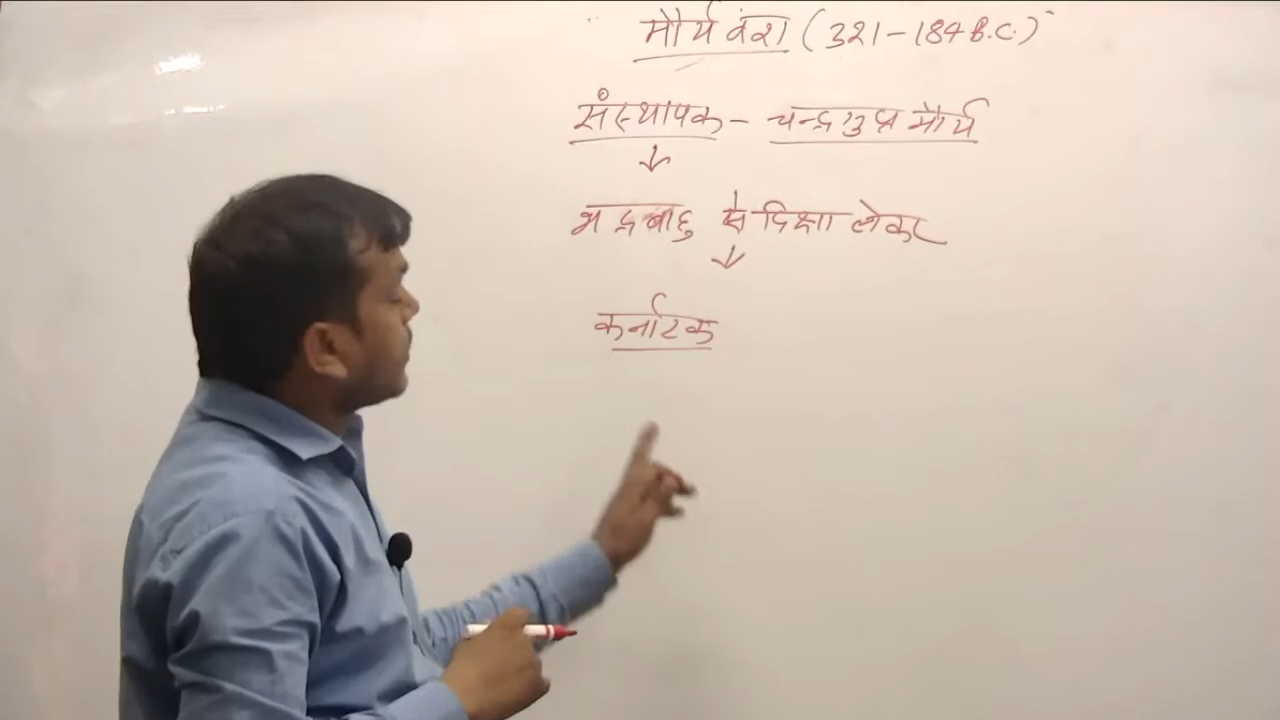 मौर्य वंश (321-184 B.C.)
संस्थापक - चन्द्रगुप्त मौर्य
भद्रबाहु से दिक्षा लेकर
कर्नाटक